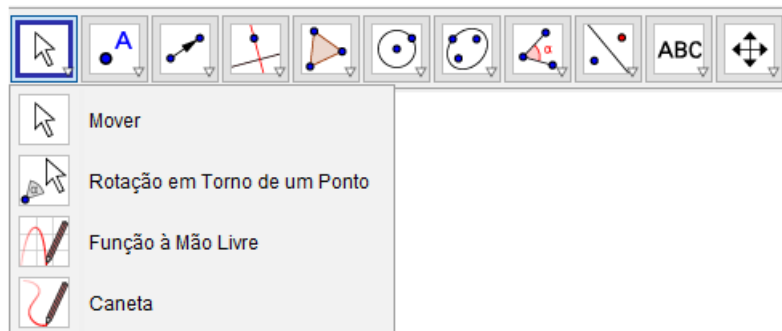 A
α
ABC
Mover
α
Rotação em Torno de um Ponto
Função à Mão Livre
Caneta